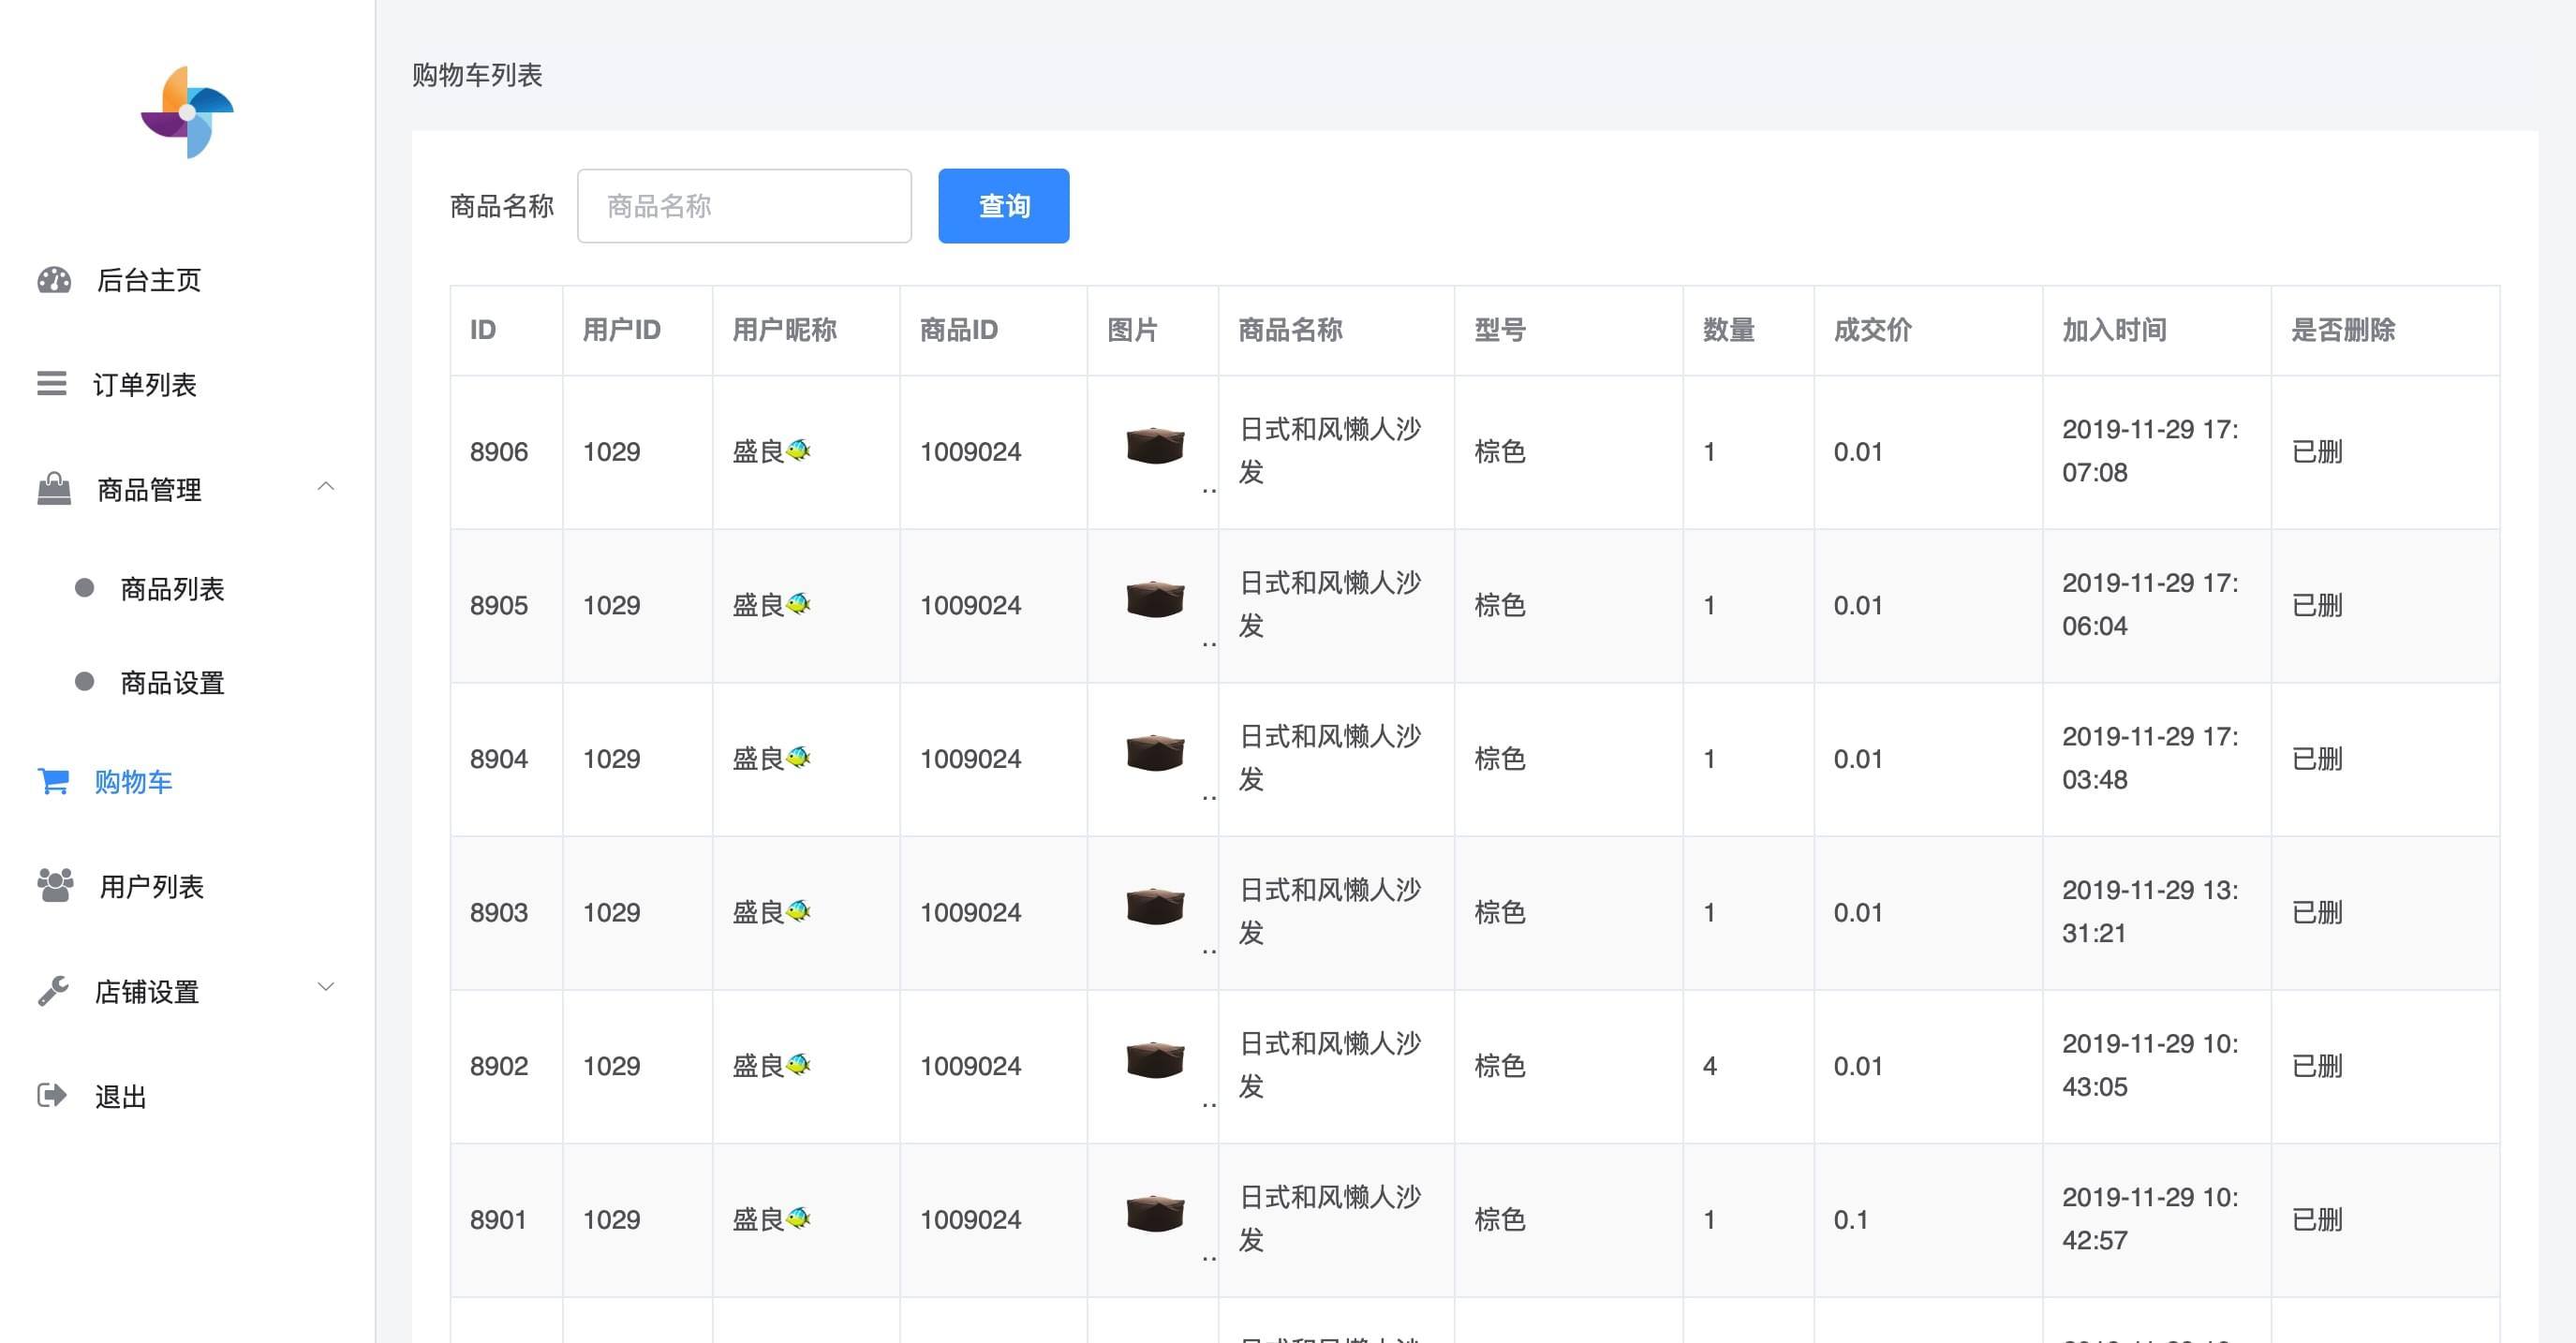 购物车列表
商品名称 商品名称 查询
后台主页
订单列表
商品管理
商品列表
商品设置
购物车
用户列表
店铺设置
退出
ID 用户ID 用户昵称 商品ID 图片 商品名称 型号 数量 成交价 加入时间 是否删除
8906 1029 盛良🐠 1009024 .. 日式和风懒人沙 棕色 1 0.01 2019-11-29 17: 已删
发 07:08
8905 1029 盛良🐠 1009024 .. 日式和风懒人沙 棕色 1 0.01 2019-11-29 17: 已删
发 06:04
8904 1029 盛良🐠 1009024 .. 日式和风懒人沙 棕色 1 0.01 2019-11-29 17: 已删
发 03:48
8903 1029 盛良🐠 1009024 .. 日式和风懒人沙 棕色 1 0.01 2019-11-29 13: 已删
发 31:21
8902 1029 盛良🐠 1009024 .. 日式和风懒人沙 棕色 4 0.01 2019-11-29 10: 已删
发 43:05
8901 1029 盛良🐠 1009024 .. 日式和风懒人沙 棕色 1 0.1 2019-11-29 10: 已删
发 42:57